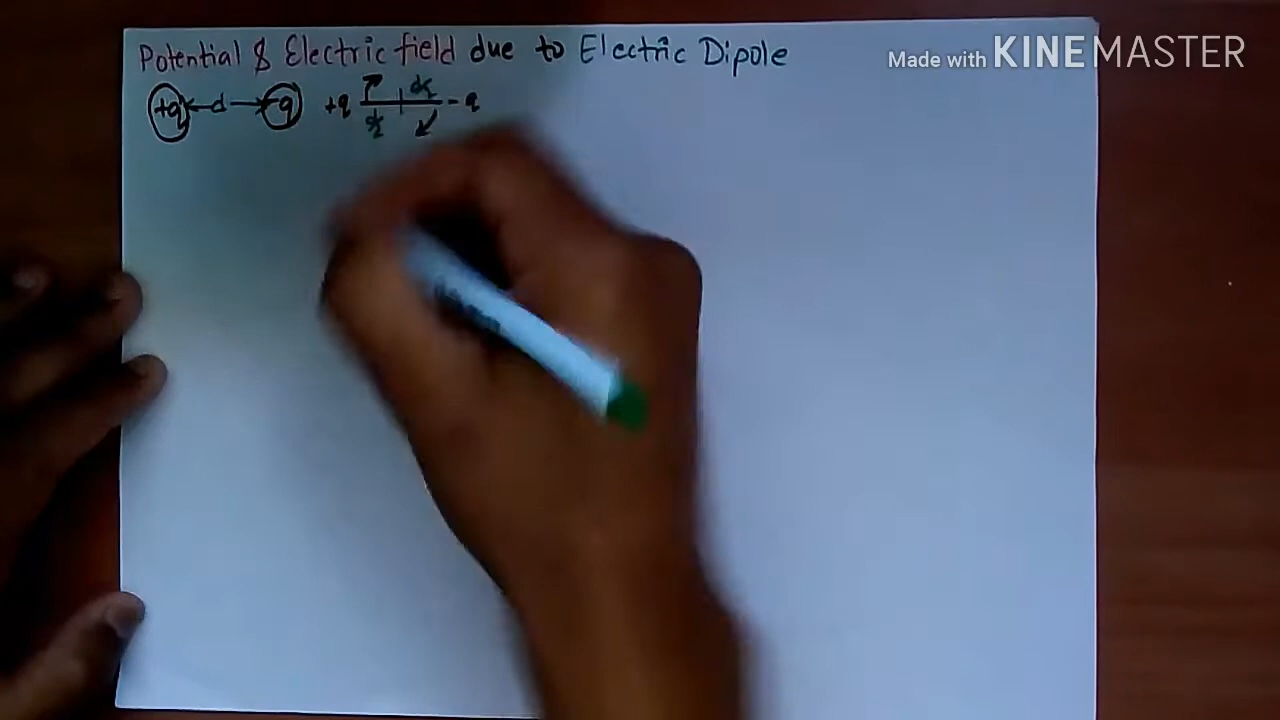 Potential & Electric field due to Electric Dipole
Made with KINEMASTER
+q d -q +q d/2 d/2 -q